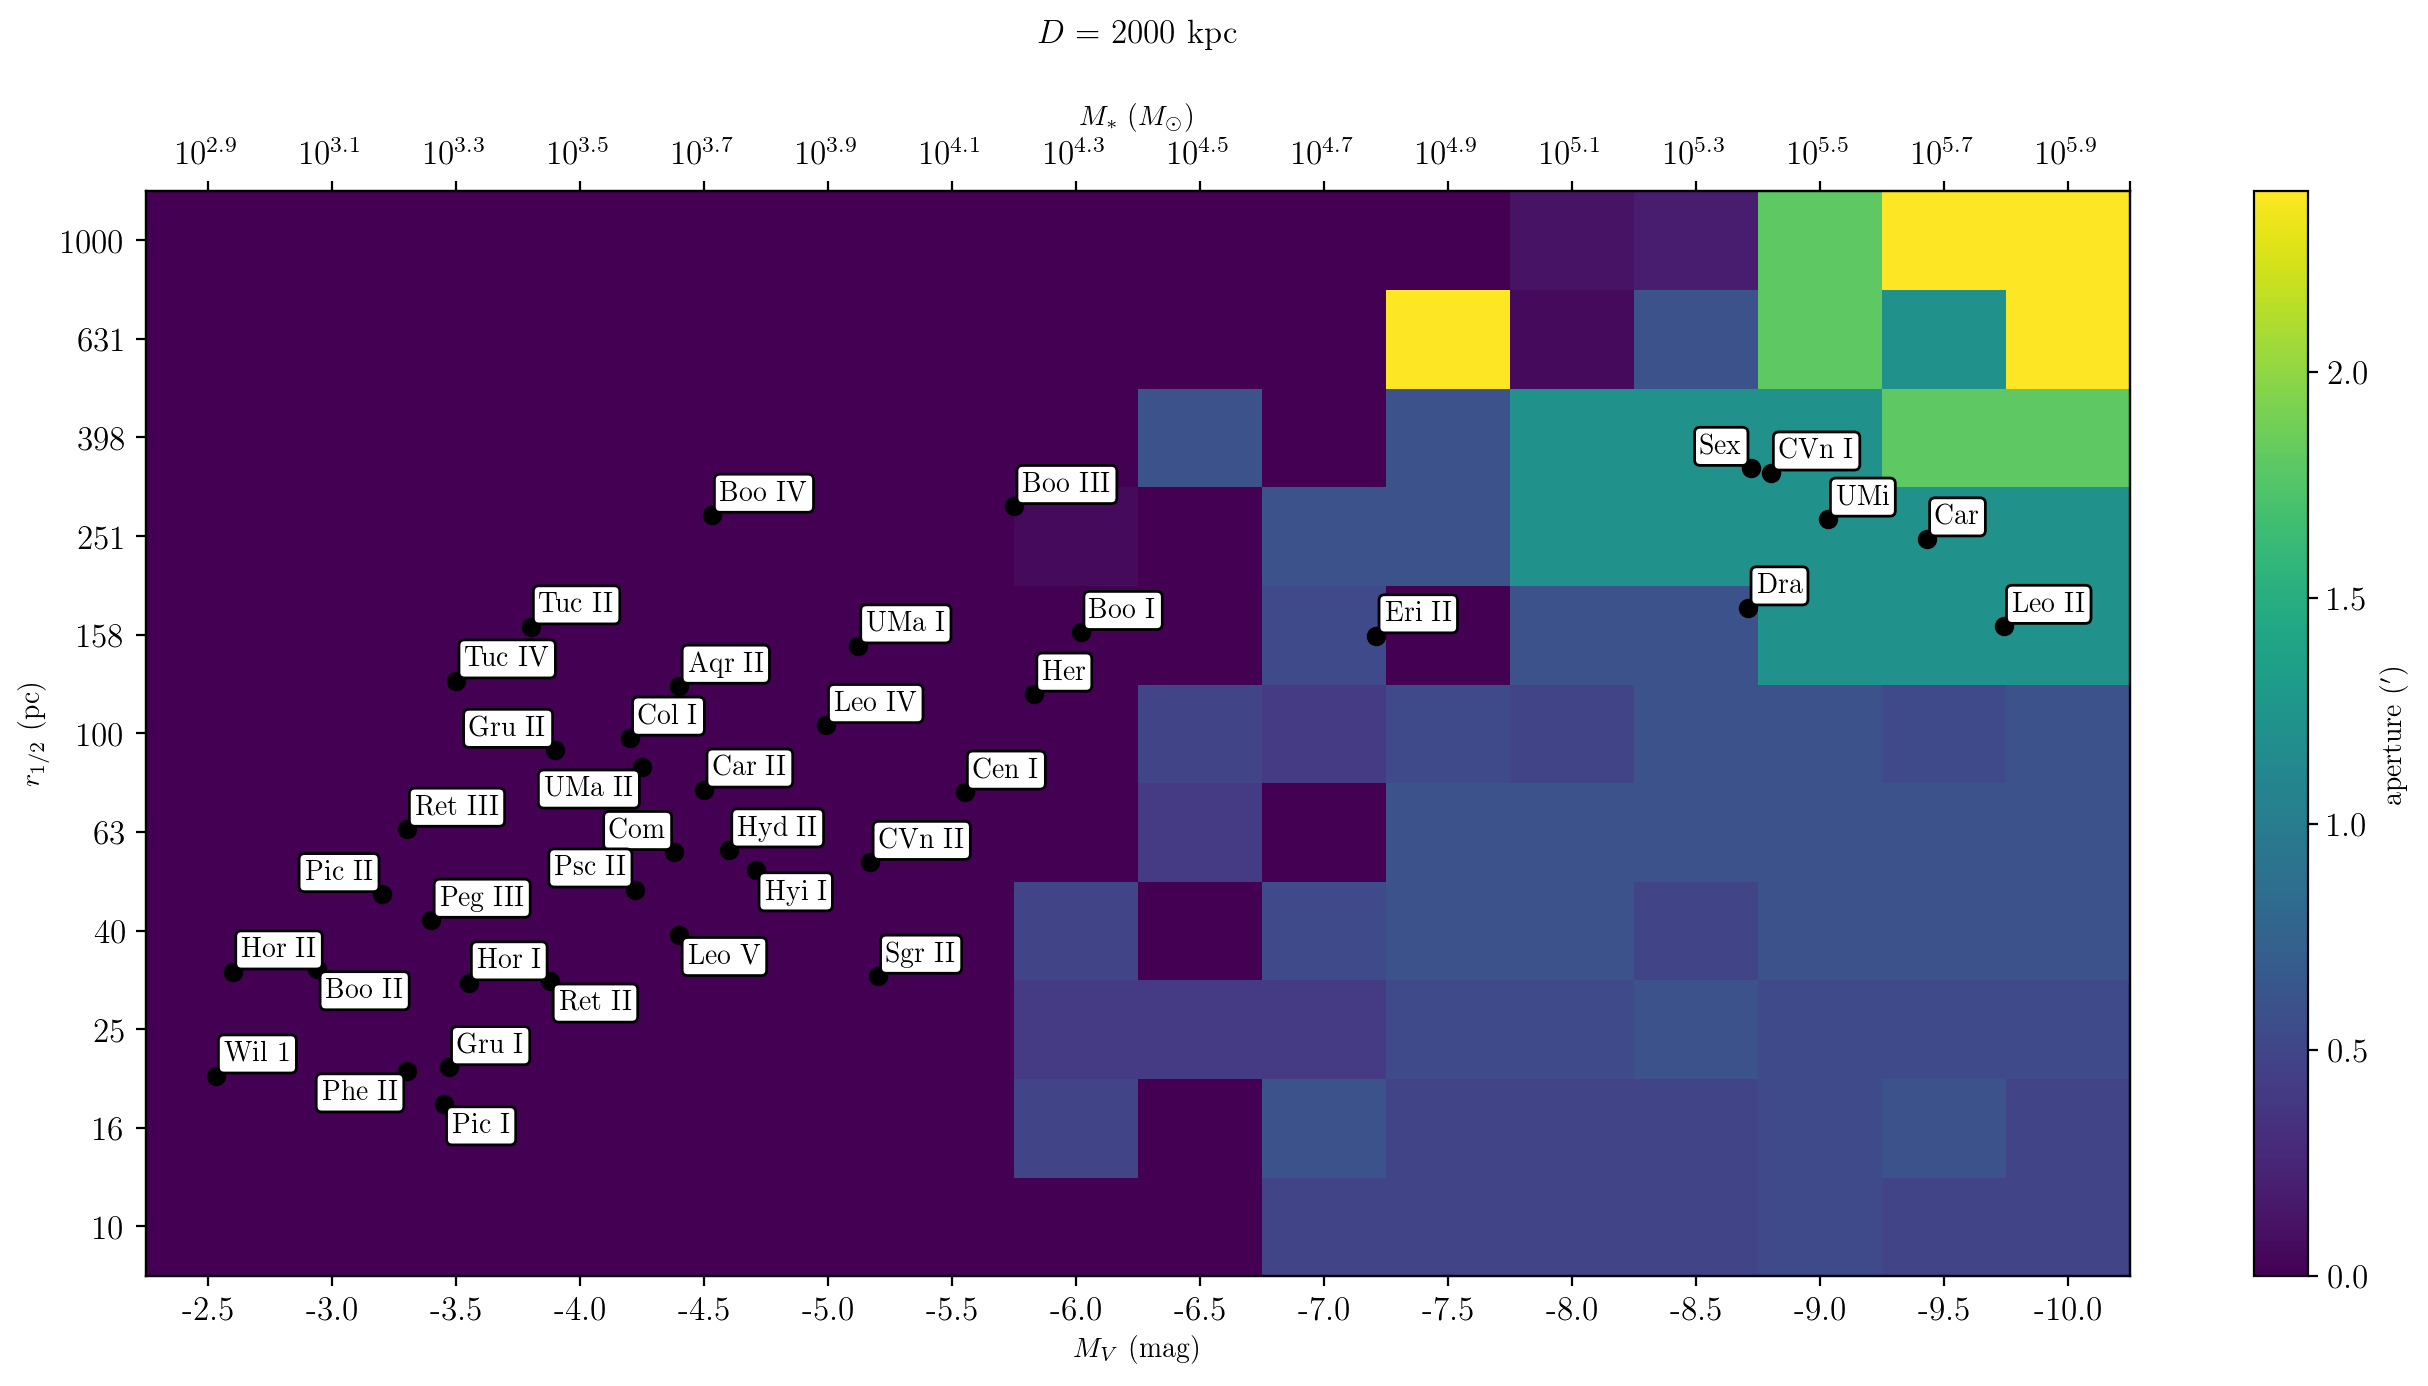 D = 2000 kpc
M∗ (M⊙)
10^2.9 10^3.1 10^3.3 10^3.5 10^3.7 10^3.9 10^4.1 10^4.3 10^4.5 10^4.7 10^4.9 10^5.1 10^5.3 10^5.5 10^5.7 10^5.9
1000
631
398
251
158
100
63
40
25
16
10
r1/2 (pc)
Sex
CVn I
Boo IV
Boo III
UMi
Car
Tuc II
UMa I
Boo I
Eri II
Dra
Leo II
Tuc IV
Aqr II
Her
Gru II
Col I
Leo IV
UMa II
Car II
Cen I
Ret III
Com
Hyd II
CVn II
Pic II
Psc II
Peg III
Hyi I
Hor II
Hor I
Leo V
Sgr II
Boo II
Ret II
Wil 1
Gru I
Phe II
Pic I
-2.5 -3.0 -3.5 -4.0 -4.5 -5.0 -5.5 -6.0 -6.5 -7.0 -7.5 -8.0 -8.5 -9.0 -9.5 -10.0
MV (mag)
2.0
1.5
1.0
0.5
0.0
aperture (′)